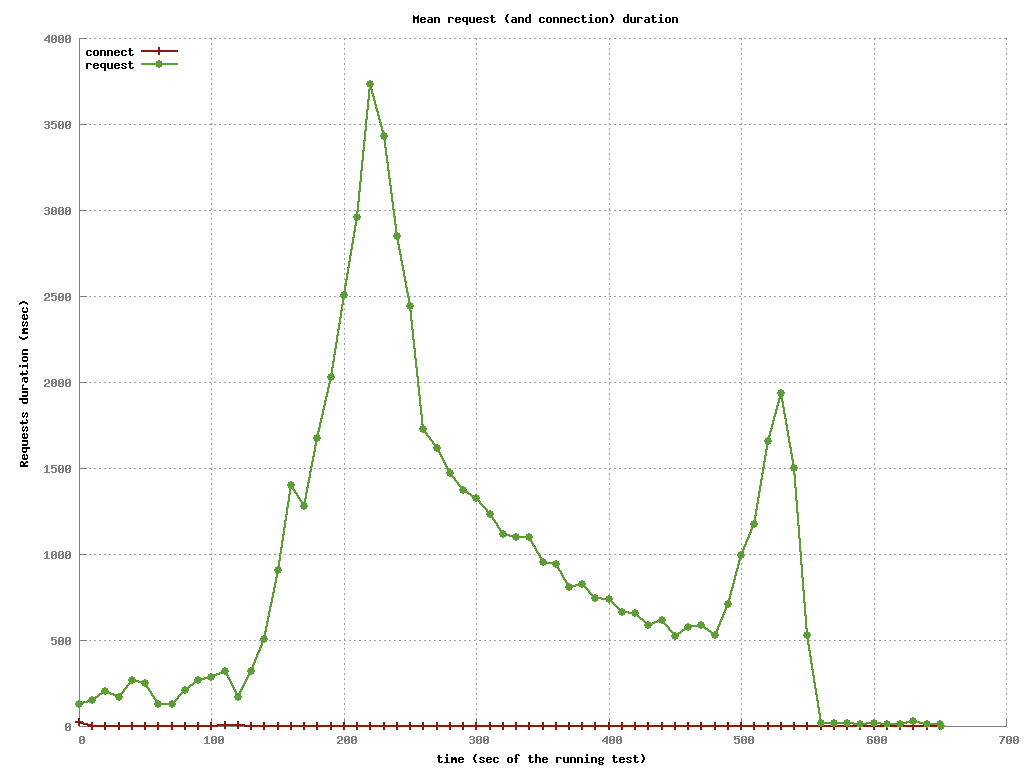 Mean request (and connection) duration
4000
connect
request
3500
3000
2500
2000
1500
1000
500
0
Requests duration (msec)
0 100 200 300 400 500 600 700
time (sec of the running test)